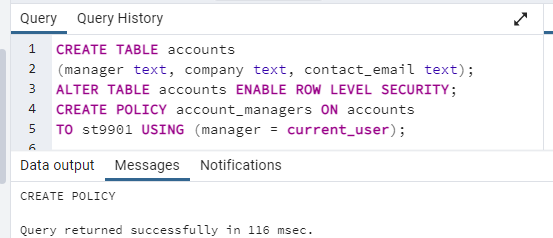 Query Query History
1 CREATE TABLE accounts
2 (manager text, company text, contact_email text);
3 ALTER TABLE accounts ENABLE ROW LEVEL SECURITY;
4 CREATE POLICY account_managers ON accounts
5 TO st9901 USING (manager = current_user);
6
Data output Messages Notifications
CREATE POLICY
Query returned successfully in 116 msec.